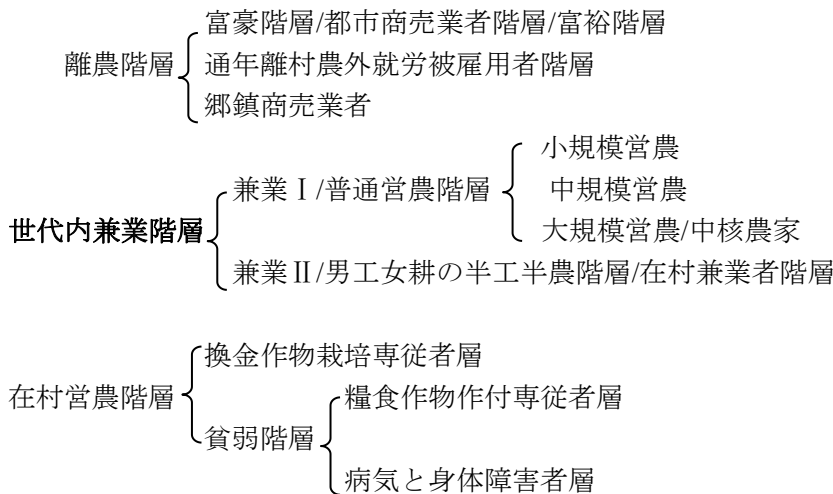 富豪階層/都市商売業者階層/富裕階層
離農階層
通年離村農外就労被雇用者階層
郷鎮商売業者
小規模営農
兼業Ⅰ/普通営農階層
中規模営農
世代内兼業階層
大規模営農/中核農家
兼業Ⅱ/男工女耕の半工半農階層/在村兼業者階層
換金作物栽培専従者層
在村営農階層
糧食作物作付専従者層
貧弱階層
病気と身体障害者層